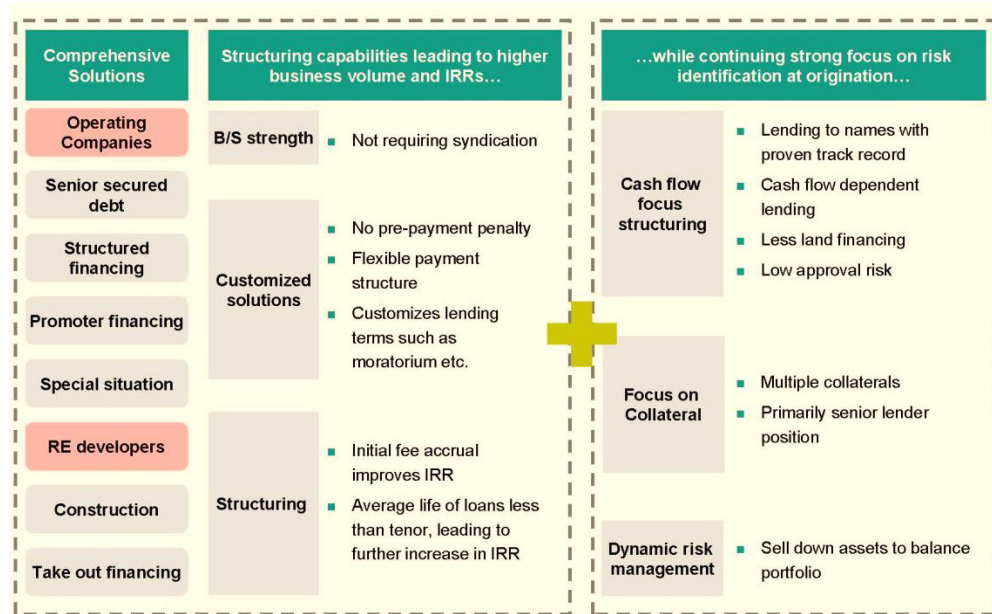 Comprehensive
Solutions
Operating
Companies
Senior secured
debt
Structured
financing
Promoter financing
Special situation
RE developers
Construction
Take out financing
Structuring capabilities leading to higher
business volume and IRRs…
B/S strength
Not requiring syndication
Customized
solutions
No pre-payment penalty
Flexible payment
structure
Customizes lending
terms such as
moratorium etc.
Structuring
Initial fee accrual
improves IRR
Average life of loans less
than tenor, leading to
further increase in IRR
…while continuing strong focus on risk
identification at origination…
Cash flow
focus
structuring
Lending to names with
proven track record
Cash flow dependent
lending
Less land financing
Low approval risk
Focus on
Collateral
Multiple collaterals
Primarily senior lender
position
Dynamic risk
management
Sell down assets to balance
portfolio